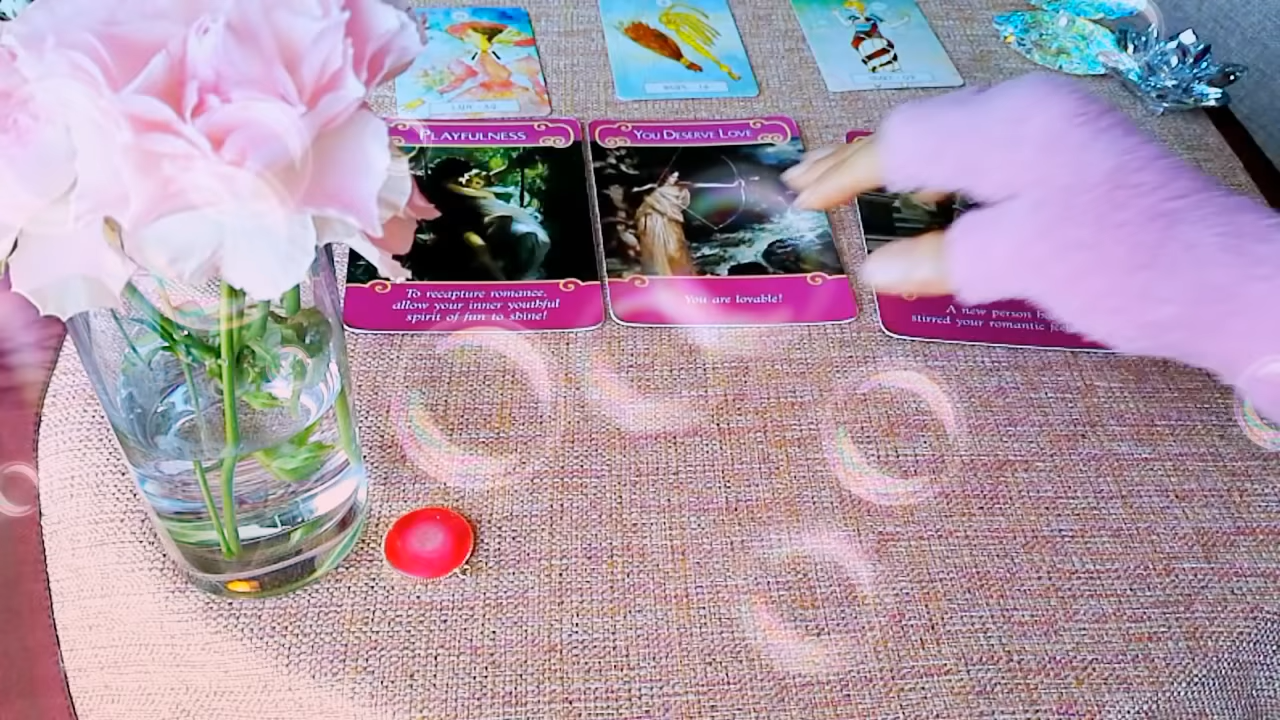 PLAYFULNESS
YOU DESERVE LOVE
To recapture romance,
allow your inner youthful
spirit of fun to shine!
You are lovable!
A new person
stirred your romantic